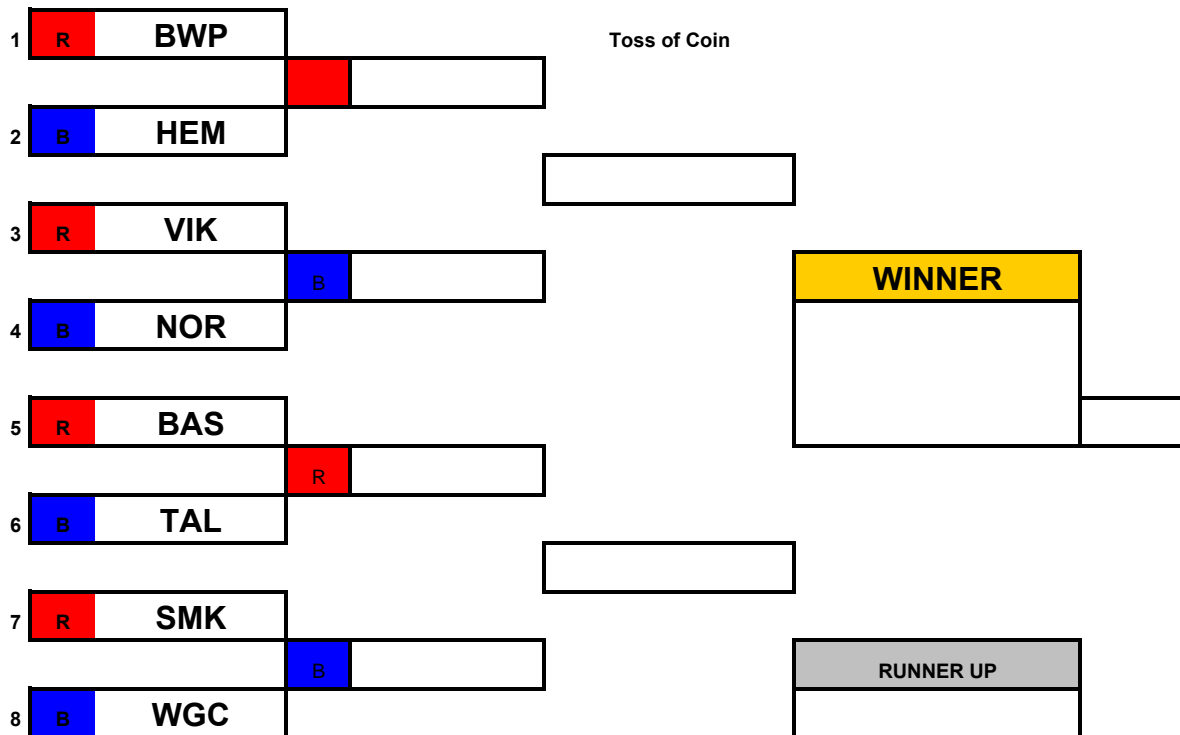 1 R BWP Toss of Coin
2 B HEM
3 R VIK
B WINNER
4 B NOR
5 R BAS
R
6 B TAL
7 R SMK
B RUNNER UP
8 B WGC